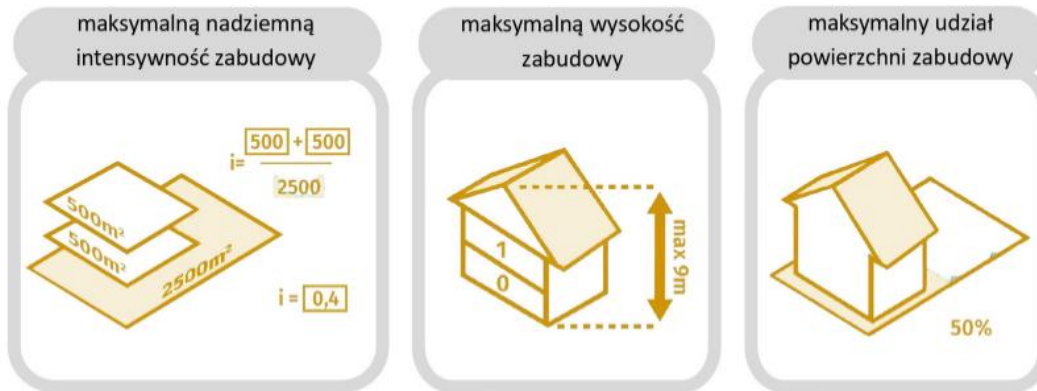 maksymalną nadziemną
intensywność zabudowy
500 + 500
i=
2500
500m²
500m²
2500m²
i = 0,4
maksymalną wysokość
zabudowy
1
0
max 9m
maksymalny udział
powierzchni zabudowy
50%